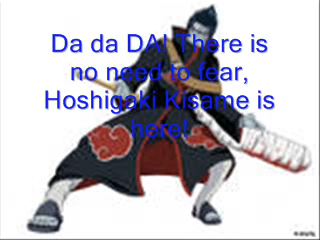 Da da DA! There is
no need to fear,
Hoshigaki Kisame is
here!